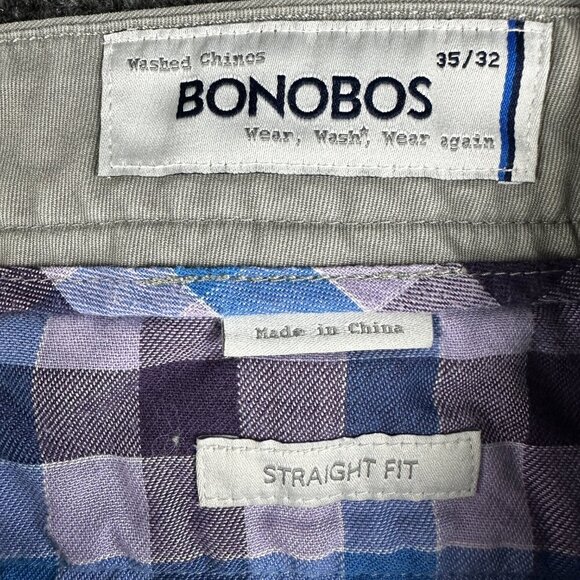 Washed Chinos 35/32
BONOBOS
Wear, Wash*, Wear again
Made in China
STRAIGHT FIT